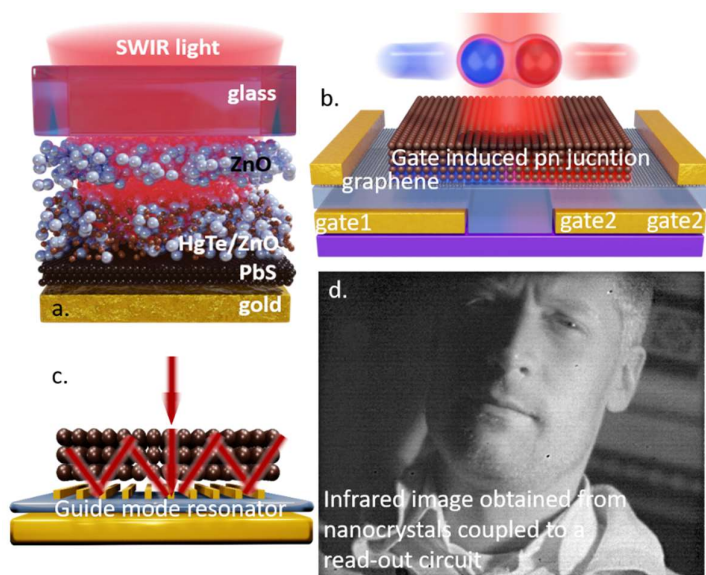 SWIR light
glass
ZnO
HgTe/ZnO
PbS
gold
a.
b.
Gate induced pn jucntion
graphene
gate1
gate2
gate2
c.
Guide mode resonator
d.
Infrared image obtained from
nanocrystals coupled to a
read-out circuit